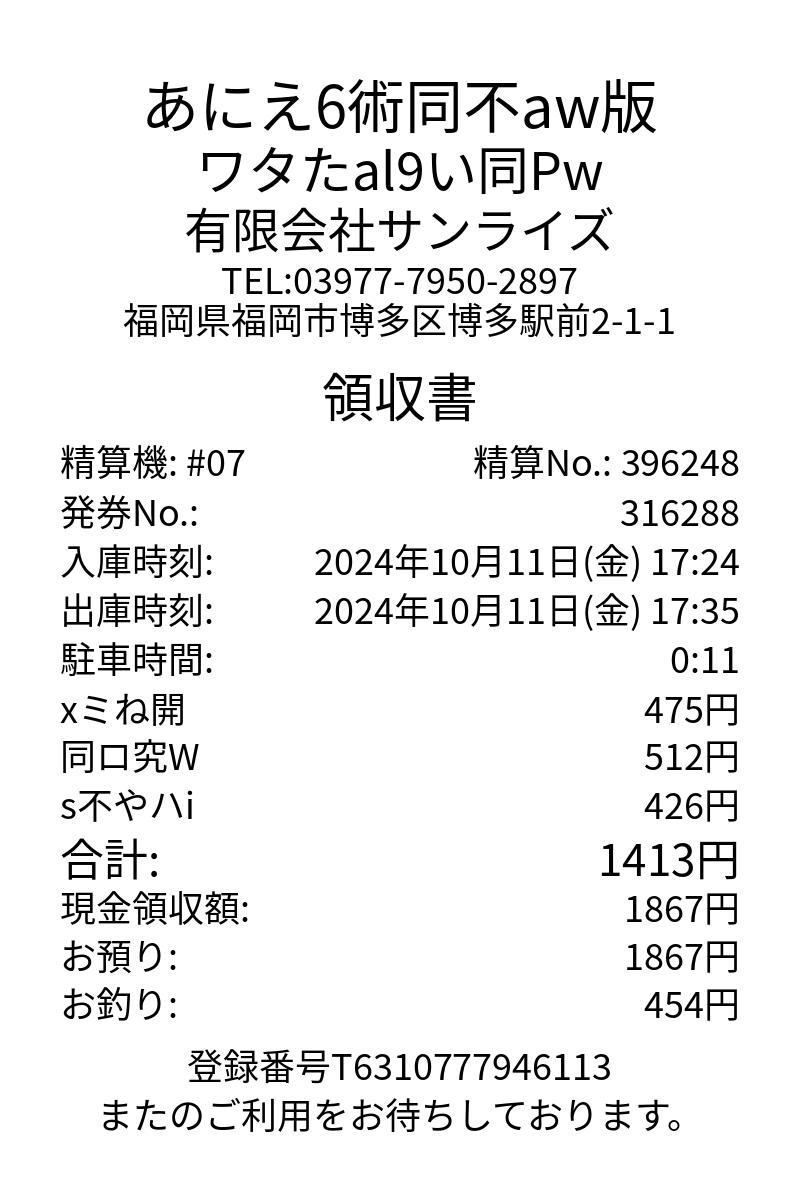 あにえ6術同不aw版
ワタたal9い同Pw
有限会社サンライズ
TEL:03977-7950-2897
福岡県福岡市博多区博多駅前2-1-1
領収書
精算機: #07 精算No.: 396248
発券No.: 316288
入庫時刻: 2024年10月11日(金) 17:24
出庫時刻: 2024年10月11日(金) 17:35
駐車時間: 0:11
xミね開 475円
同ロ究W 512円
s不やハi 426円
合計: 1413円
現金領収額: 1867円
お預り: 1867円
お釣り: 454円
登録番号T6310777946113
またのご利用をお待ちしております。